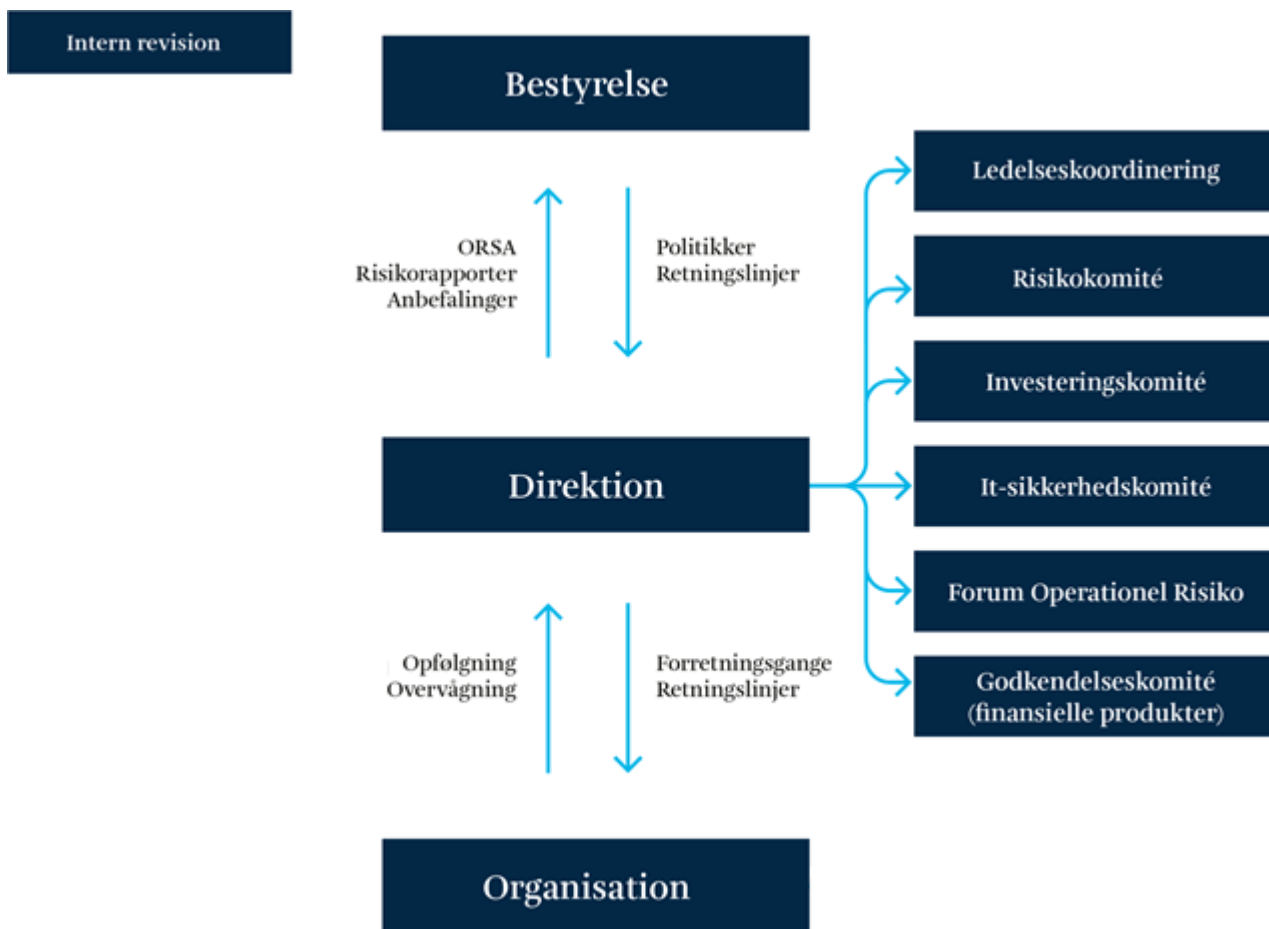 Intern revision
Bestyrelse
ORSA
Risikorapporter
Anbefalinger
Politikker
Retningslinjer
Ledelseskoordinering
Risikokomité
Investeringskomité
Direktion
It-sikkerhedskomité
Forum Operationel Risiko
Godkendelseskomité
(finansielle produkter)
Opfølgning
Overvågning
Forretningsgange
Retningslinjer
Organisation